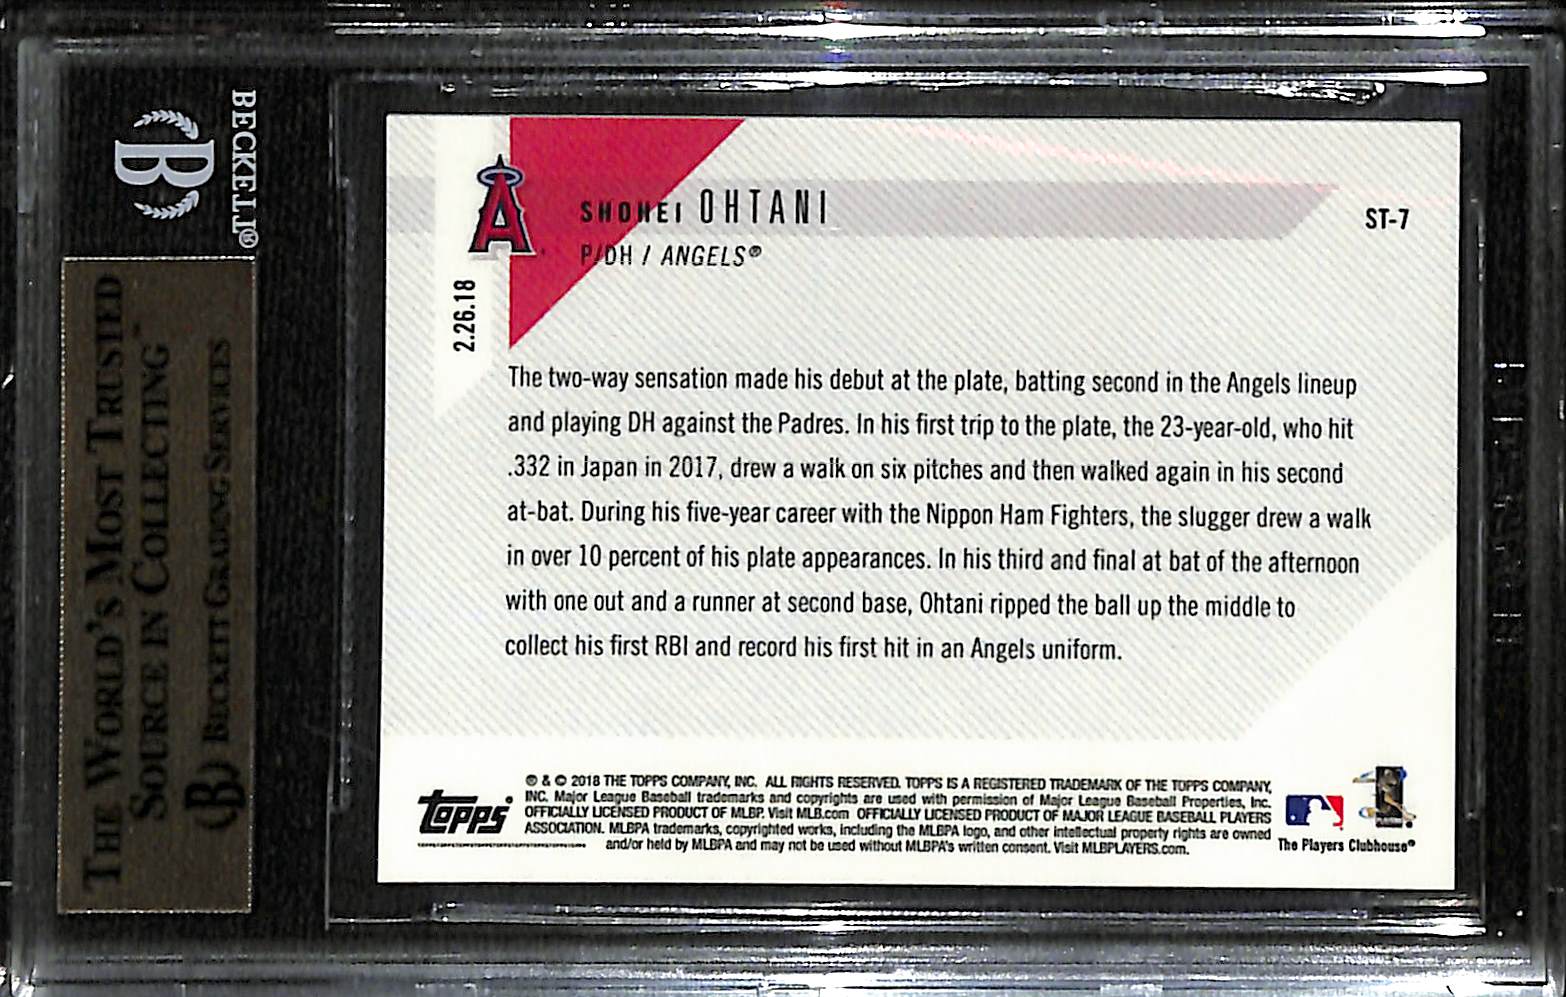 BECKETT®
B
THE WORLD'S MOST TRUSTED
SOURCE IN COLLECTING™
B BECKETT GRADING SERVICES
A
SHOHEI OHTANI
P/DH / ANGELS®
ST-7
2.26.18
The two-way sensation made his debut at the plate, batting second in the Angels lineup
and playing DH against the Padres. In his first trip to the plate, the 23-year-old, who hit
.332 in Japan in 2017, drew a walk on six pitches and then walked again in his second
at-bat. During his five-year career with the Nippon Ham Fighters, the slugger drew a walk
in over 10 percent of his plate appearances. In his third and final at bat of the afternoon
with one out and a runner at second base, Ohtani ripped the ball up the middle to
collect his first RBI and record his first hit in an Angels uniform.
topps
® & © 2018 THE TOPPS COMPANY, INC. ALL RIGHTS RESERVED. TOPPS IS A REGISTERED TRADEMARK OF THE TOPPS COMPANY,
INC. Major League Baseball trademarks and copyrights are used with permission of Major League Baseball Properties, Inc.
OFFICIALLY LICENSED PRODUCT OF MLBP. Visit MLB.com OFFICIALLY LICENSED PRODUCT OF MAJOR LEAGUE BASEBALL PLAYERS
ASSOCIATION. MLBPA trademarks, copyrighted works, including the MLBPA logo, and other intellectual property rights are owned
and/or held by MLBPA and may not be used without MLBPA's written consent. Visit MLBPLAYERS.com.
The Players Clubhouse®